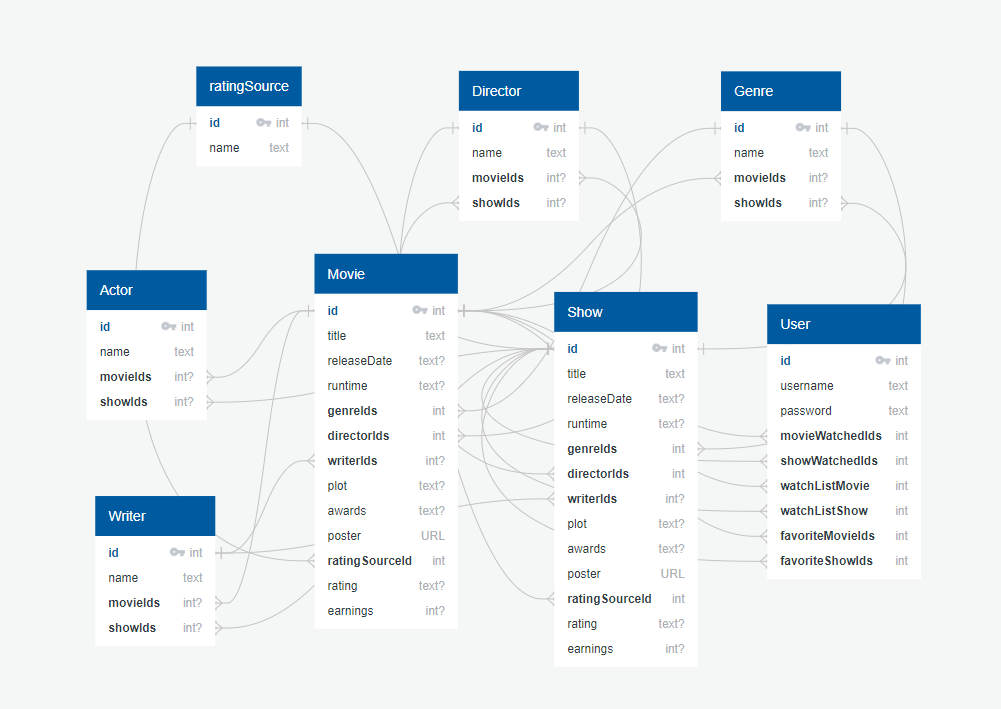 ratingSource
id int
name text
Director
id int
name text
movieIds int?
showIds int?
Genre
id int
name text
movieIds int?
showIds int?
Actor
id int
name text
movieIds int?
showIds int?
Movie
id int
title text
releaseDate text?
runtime text?
genreIds int
directorIds int
writerIds int?
plot text?
awards text?
poster URL
ratingSourceId int
rating text?
earnings int?
Show
id int
title text
releaseDate text?
runtime text?
genreIds int
directorIds int
writerIds int?
plot text?
awards text?
poster URL
ratingSourceId int
rating text?
earnings int?
User
id int
username text
password text
movieWatchedIds int
showWatchedIds int
watchListMovie int
watchListShow int
favoriteMovieIds int
favoriteShowIds int
Writer
id int
name text
movieIds int?
showIds int?